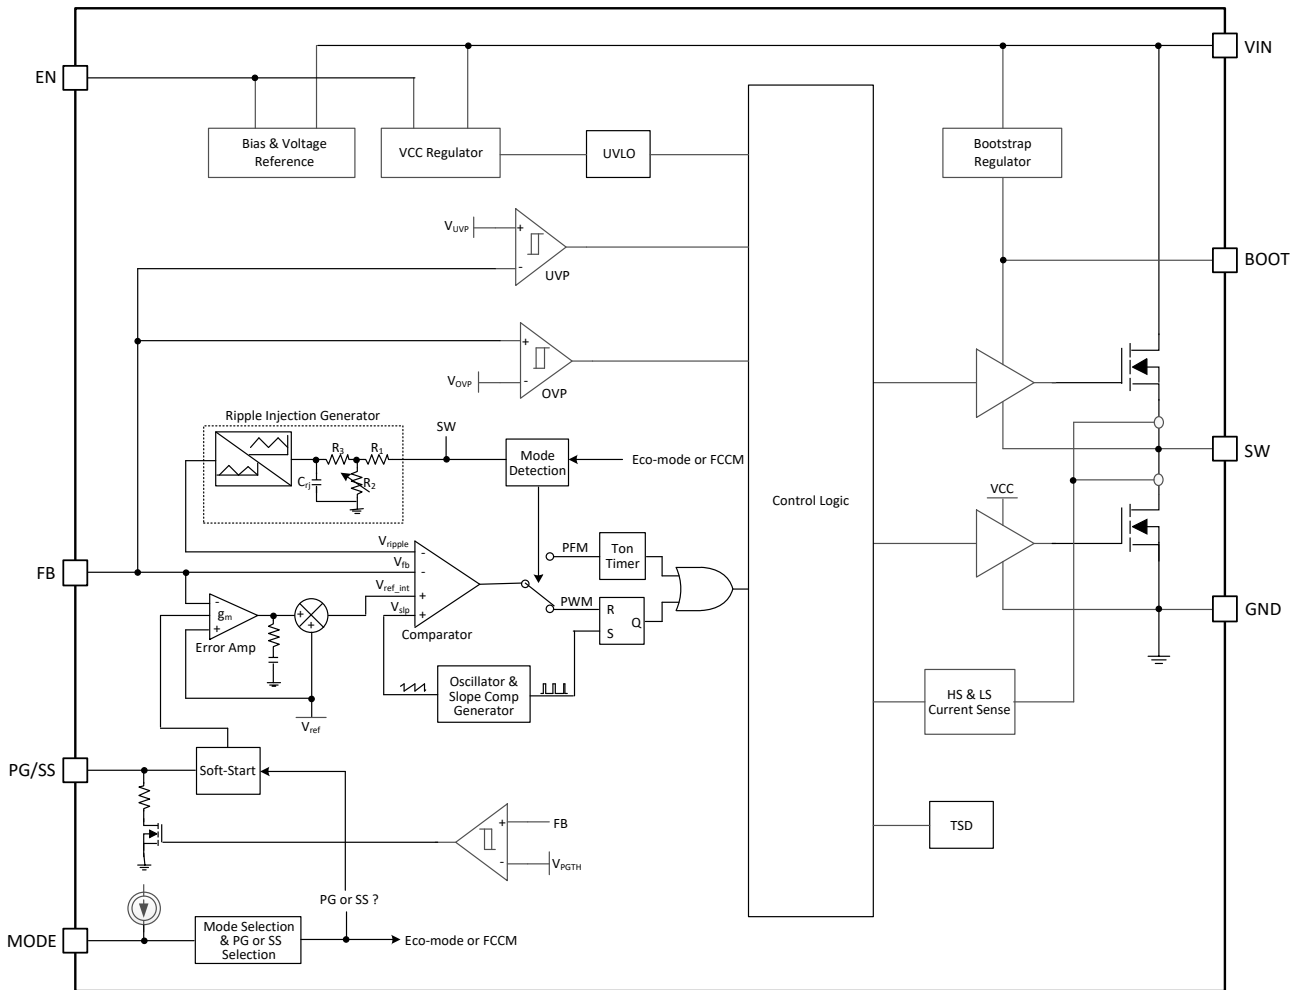 VIN
EN
Bias & Voltage
Reference
VCC Regulator
UVLO
Bootstrap
Regulator
VUVP
+
-
UVP
BOOT
+
VOVP
-
OVP
Ripple Injection Generator
SW
R3
R1
Crj
R2
Mode
Detection
Eco-mode or FCCM
SW
Control Logic
VCC
Vripple
-
FB
Vfb
-
Vref_int
+
Vslp
+
Comparator
PFM
Ton
Timer
PWM
R
S
Q
GND
-
gm
+
Error Amp
+
+
Oscillator &
Slope Comp
Generator
HS & LS
Current Sense
Vref
PG/SS
Soft-Start
+
FB
-
VPGTH
TSD
PG or SS ?
MODE
Mode Selection
& PG or SS
Selection
Eco-mode or FCCM